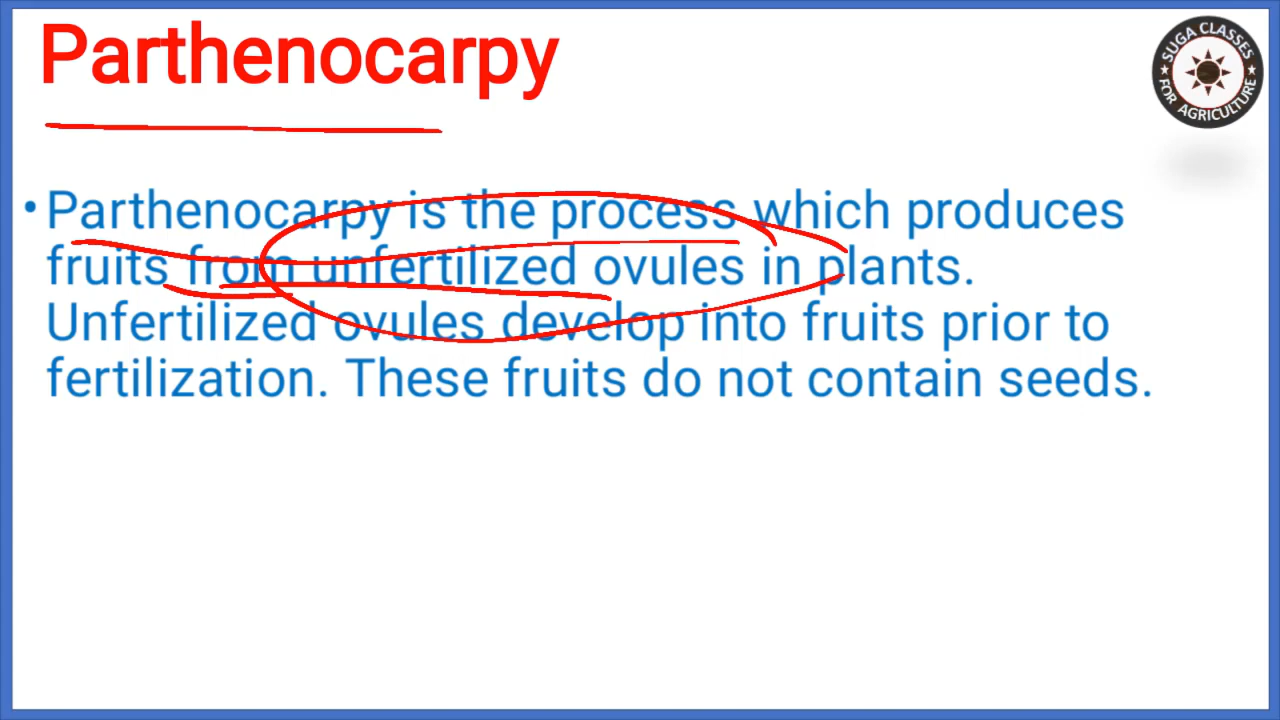 Parthenocarpy
SUGA CLASSES
FOR AGRICULTURE
• Parthenocarpy is the process which produces
fruits from unfertilized ovules in plants.
Unfertilized ovules develop into fruits prior to
fertilization. These fruits do not contain seeds.